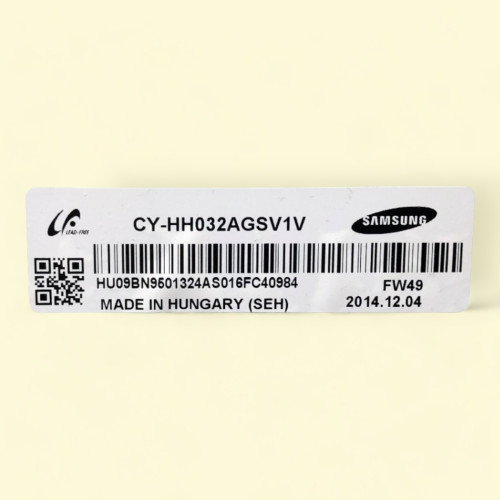 LEAD-FREE
CY-HH032AGSV1V
SAMSUNG
HU09BN9501324AS016FC40984
FW49
MADE IN HUNGARY (SEH)
2014.12.04